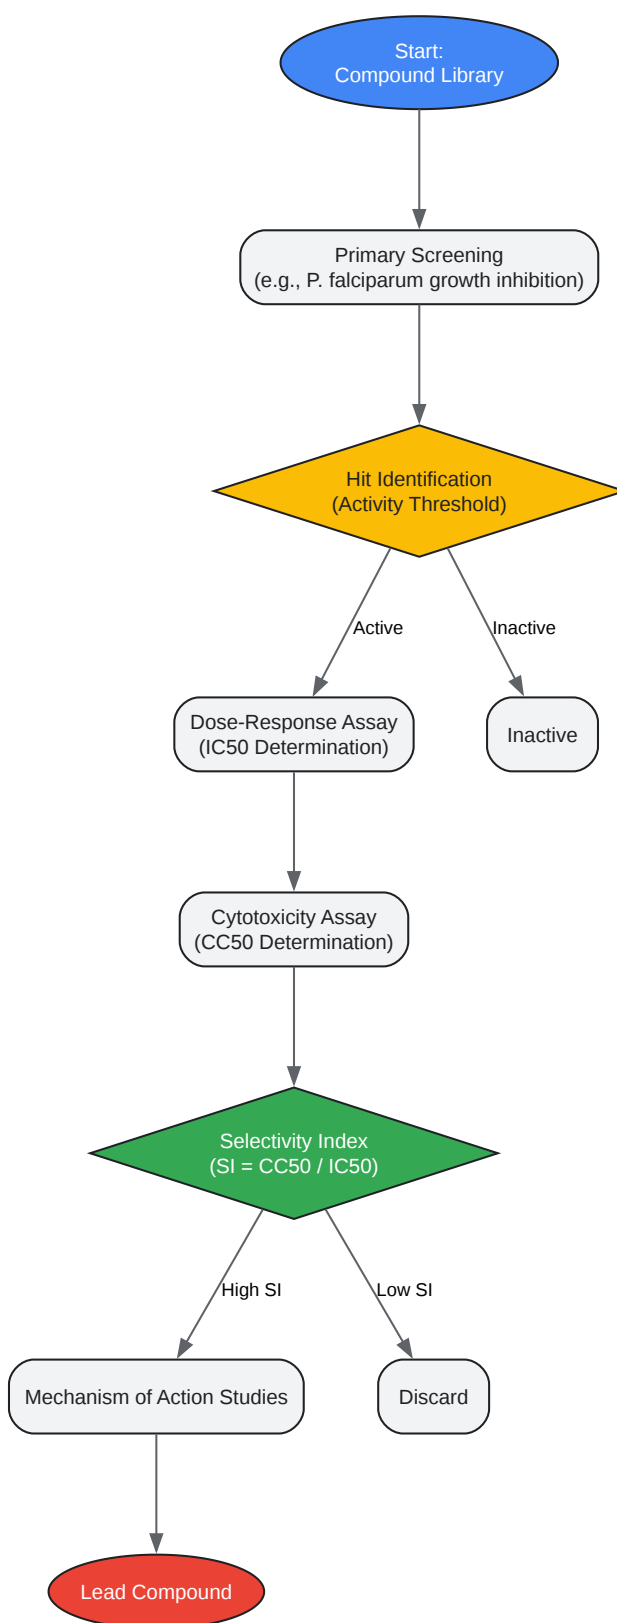 Start:
Compound Library
Primary Screening
(e.g., P. falciparum growth inhibition)
Hit Identification
(Activity Threshold)
Active
Inactive
Dose-Response Assay
(IC50 Determination)
Inactive
Cytotoxicity Assay
(CC50 Determination)
Selectivity Index
(SI = CC50 / IC50)
High SI
Low SI
Mechanism of Action Studies
Discard
Lead Compound